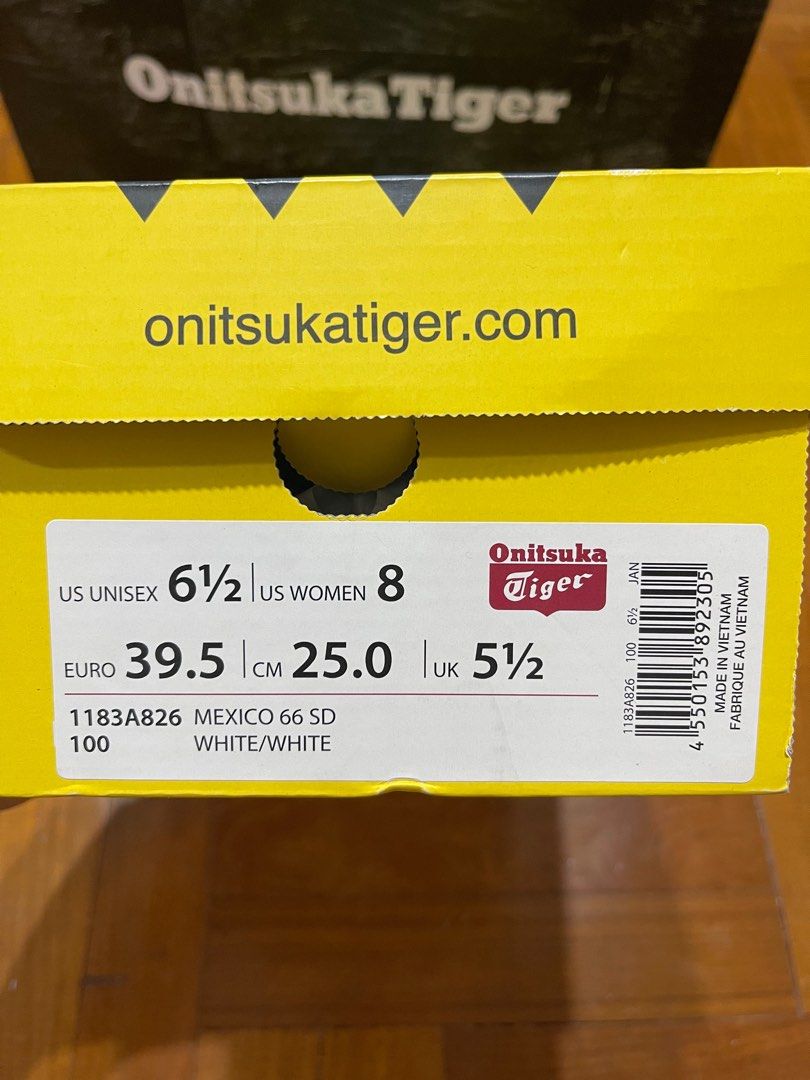 Onitsuka Tiger
onitsukatiger.com
US UNISEX 6½ US WOMEN 8
Onitsuka
Tiger
EURO 39.5 CM 25.0 UK 5½
1183A826 MEXICO 66 SD
100 WHITE/WHITE
1183A826 100 6½ JAN
4 550153 892305
MADE IN VIETNAM
FABRIQUE AU VIETNAM